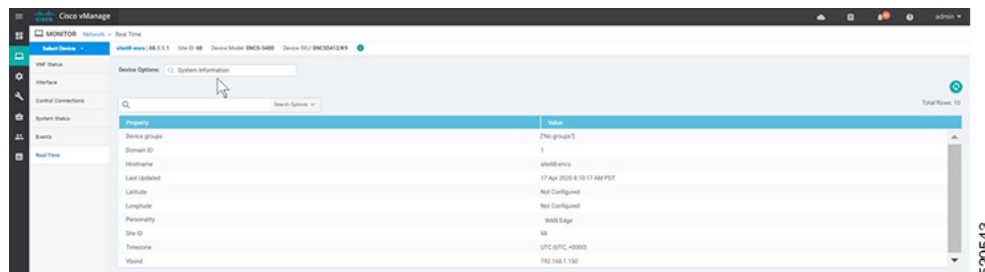 CISCO Cisco vManage
admin
MONITOR Network > Real Time
Select Device
site68-encs | 68.1.1.1 Site ID: 68 Device Model: ENCS-5400 Device SKU: ENCS5412/K9
VNF Status
Interface
Control Connections
System Status
Events
Real Time
Device Options: System Information
Search Options
Total Rows: 10
Property Value
Device groups ["No groups"]
Domain ID 1
Hostname site68-encs
Last Updated 17 Apr 2020 8:10:17 AM PDT
Latitude Not Configured
Longitude Not Configured
Personality WAN Edge
Site ID 68
Timezone UTC (UTC, +0000)
Vbond 192.168.1.100